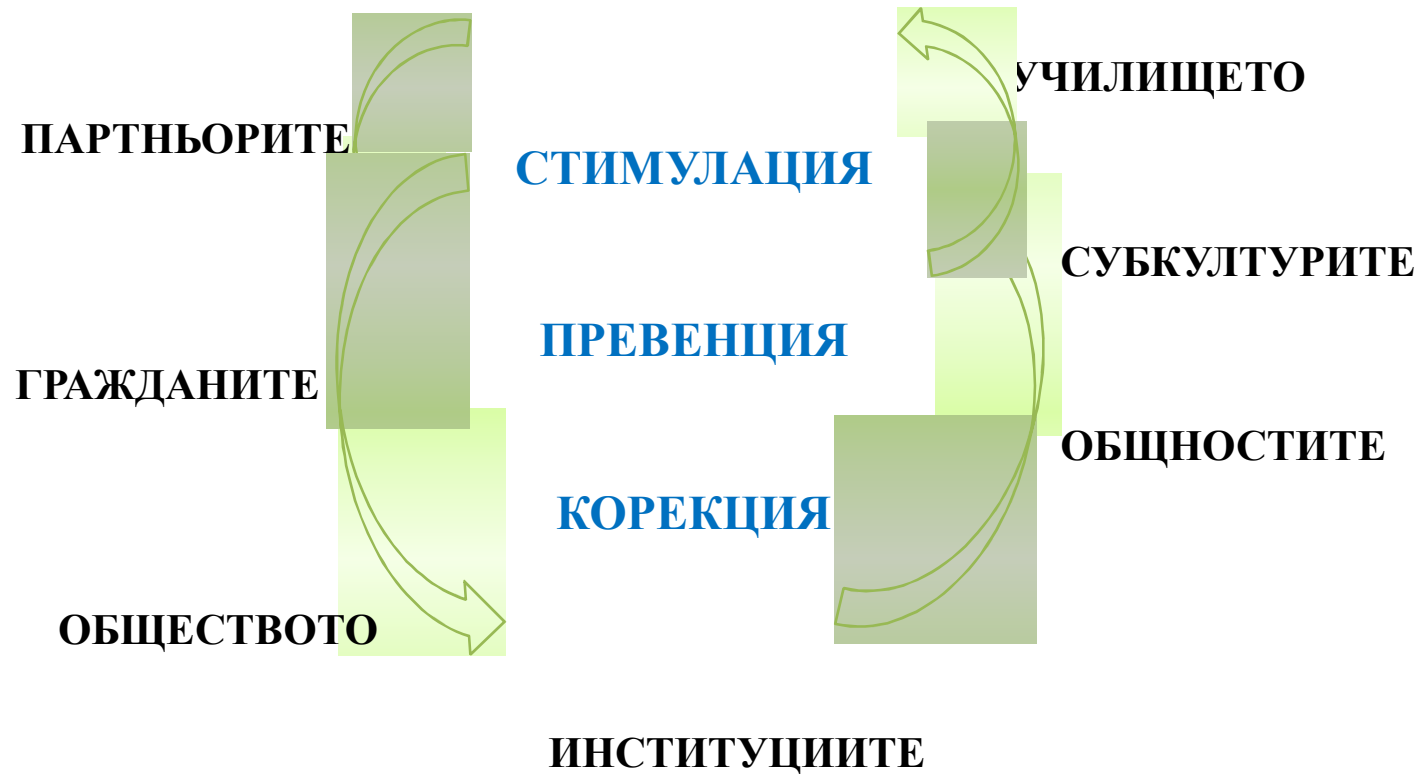 УЧИЛИЩЕТО
ПАРТНЬОРИТЕ
СТИМУЛАЦИЯ
СУБКУЛТУРИТЕ
ПРЕВЕНЦИЯ
ГРАЖДАНИТЕ
ОБЩНОСТИТЕ
КОРЕКЦИЯ
ОБЩЕСТВОТО
ИНСТИТУЦИИТЕ